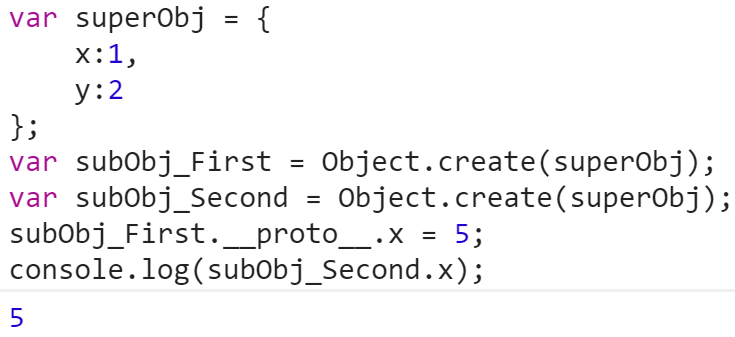 var superObj = {
    x:1,
    y:2
};
var subObj_First = Object.create(superObj);
var subObj_Second = Object.create(superObj);
subObj_First.__proto__.x = 5;
console.log(subObj_Second.x);
5